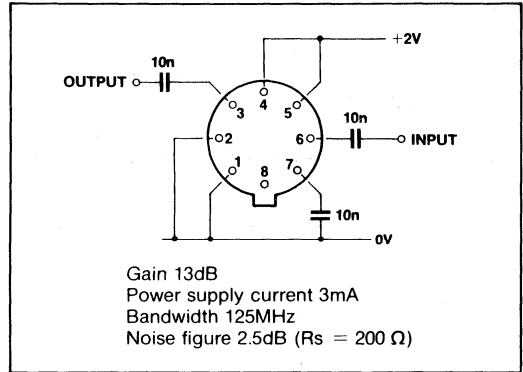 +2V
10n
OUTPUT
3
4
5
10n
2
6
INPUT
1
8
7
10n
0V
Gain 13dB
Power supply current 3mA
Bandwidth 125MHz
Noise figure 2.5dB (Rs = 200 Ω)